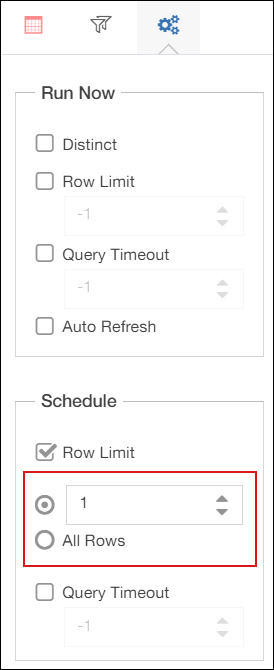 Run Now
Distinct
Row Limit
-1
Query Timeout
-1
Auto Refresh
Schedule
Row Limit
1
All Rows
Query Timeout
-1